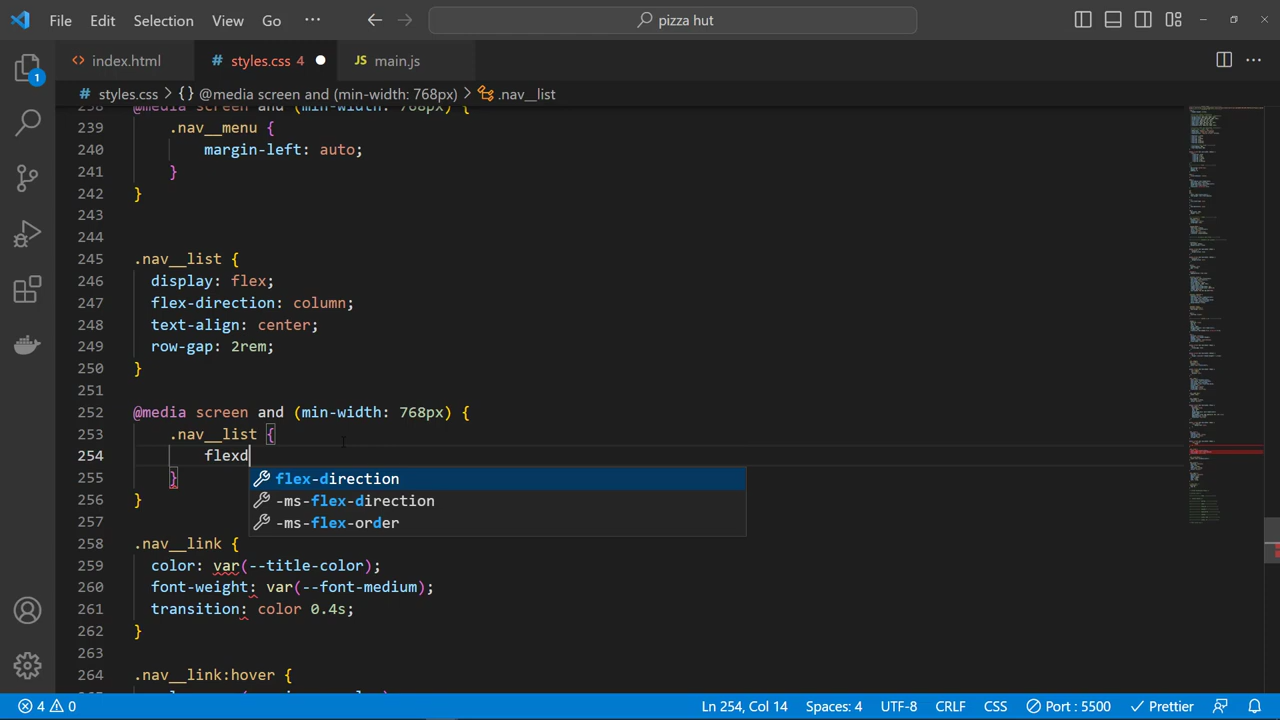 File Edit Selection View Go ··· pizza hut
index.html styles.css 4 JS main.js
styles.css > {} @media screen and (min-width: 768px) > .nav__list
238 @media screen and (min-width: 768px) {
239 .nav__menu {
240 margin-left: auto;
241 }
242 }
243
244
245 .nav__list {
246 display: flex;
247 flex-direction: column;
248 text-align: center;
249 row-gap: 2rem;
250 }
251
252 @media screen and (min-width: 768px) {
253 .nav__list {
254 flexd
255 }
flex-direction
-ms-flex-direction
-ms-flex-order
256 }
257
258 .nav__link {
259 color: var(--title-color);
260 font-weight: var(--font-medium);
261 transition: color 0.4s;
262 }
263
264 .nav__link:hover {
1
4 0 Ln 254, Col 14 Spaces: 4 UTF-8 CRLF CSS Port : 5500 Prettier